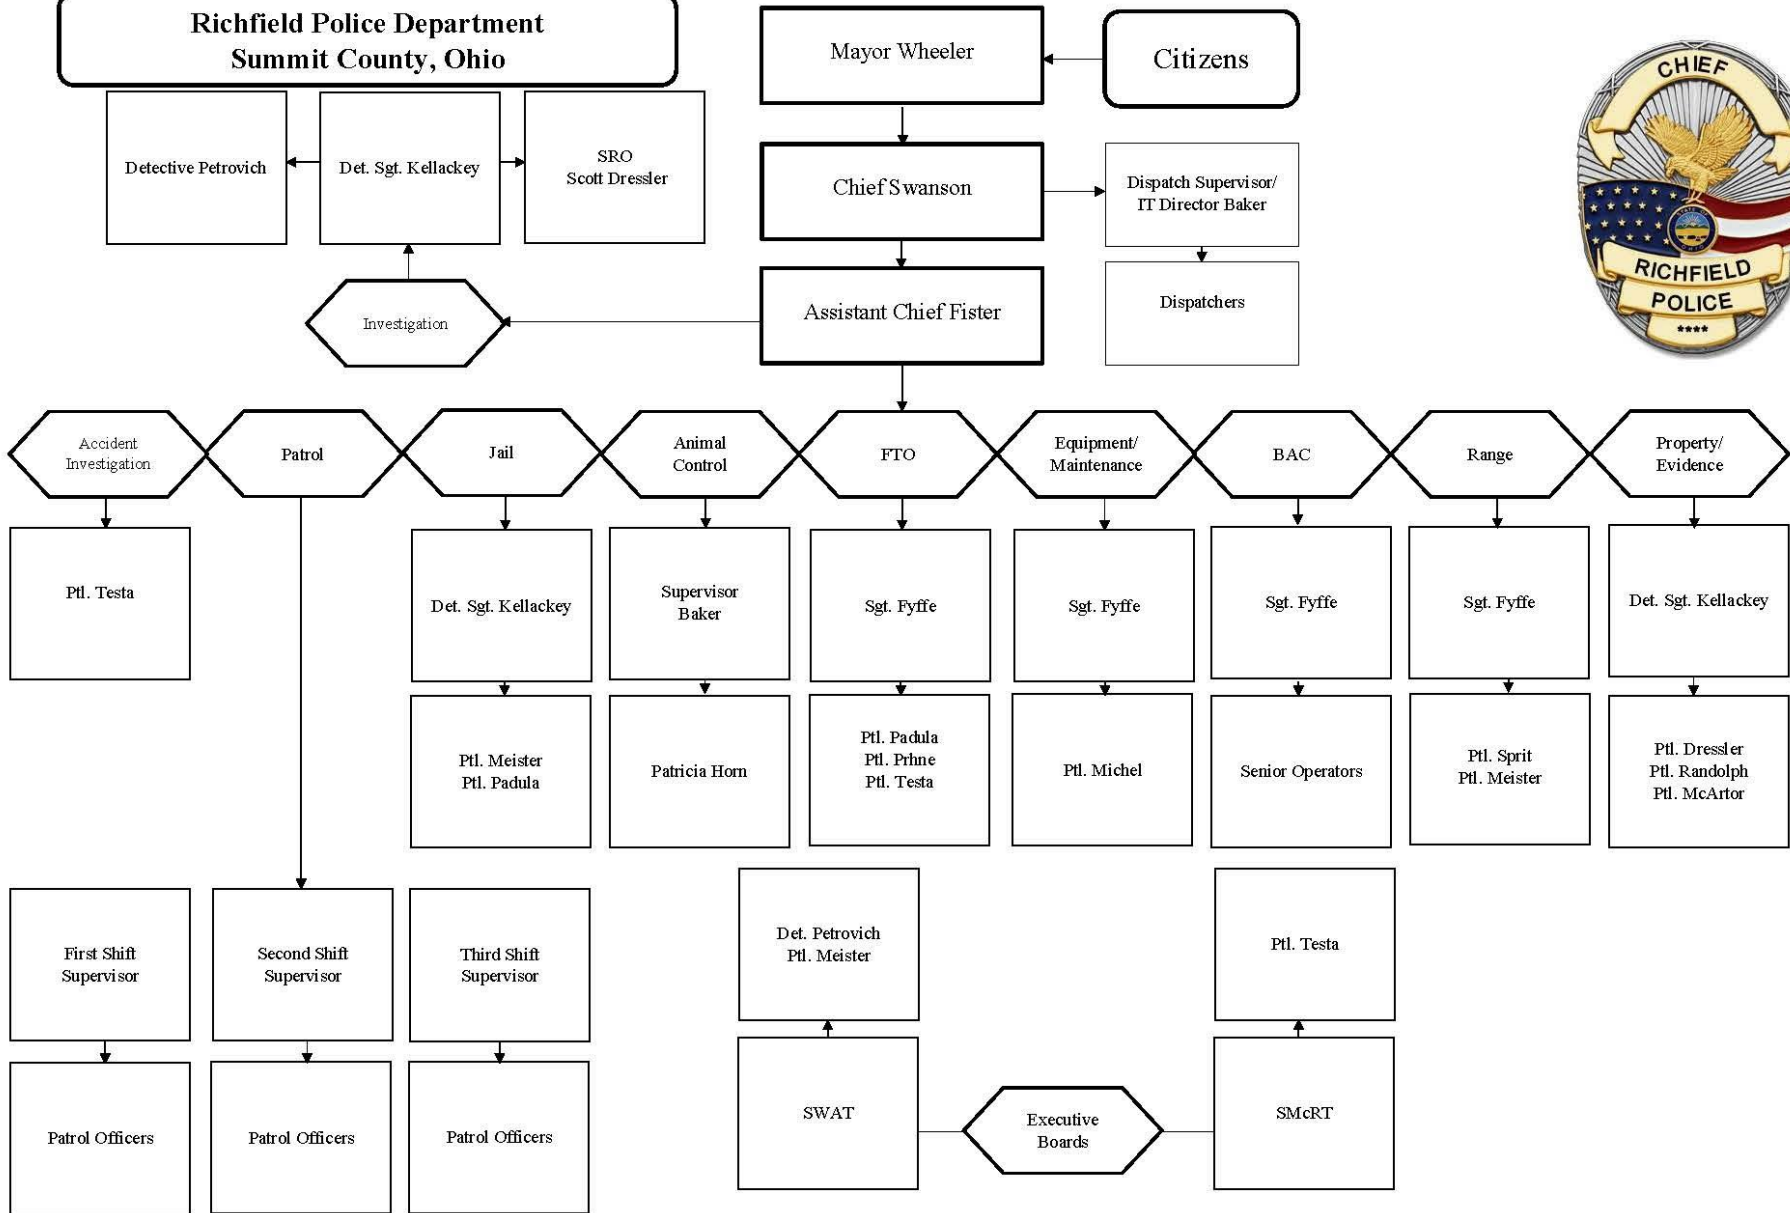 Richfield Police Department
Summit County, Ohio
Mayor Wheeler
Citizens
CHIEF
RICHFIELD
POLICE
****
Detective Petrovich
Det. Sgt. Kellackey
SRO
Scott Dressler
Chief Swanson
Dispatch Supervisor/
IT Director Baker
Investigation
Assistant Chief Fister
Dispatchers
Accident
Investigation
Patrol
Jail
Animal
Control
FTO
Equipment/
Maintenance
BAC
Range
Property/
Evidence
Ptl. Testa
Det. Sgt. Kellackey
Supervisor
Baker
Sgt. Fyffe
Sgt. Fyffe
Sgt. Fyffe
Sgt. Fyffe
Det. Sgt. Kellackey
Ptl. Meister
Ptl. Padula
Patricia Horn
Ptl. Padula
Ptl. Prhne
Ptl. Testa
Ptl. Michel
Senior Operators
Ptl. Sprit
Ptl. Meister
Ptl. Dressler
Ptl. Randolph
Ptl. McArtor
First Shift
Supervisor
Second Shift
Supervisor
Third Shift
Supervisor
Det. Petrovich
Ptl. Meister
Ptl. Testa
Patrol Officers
Patrol Officers
Patrol Officers
SWAT
Executive
Boards
SMcRT